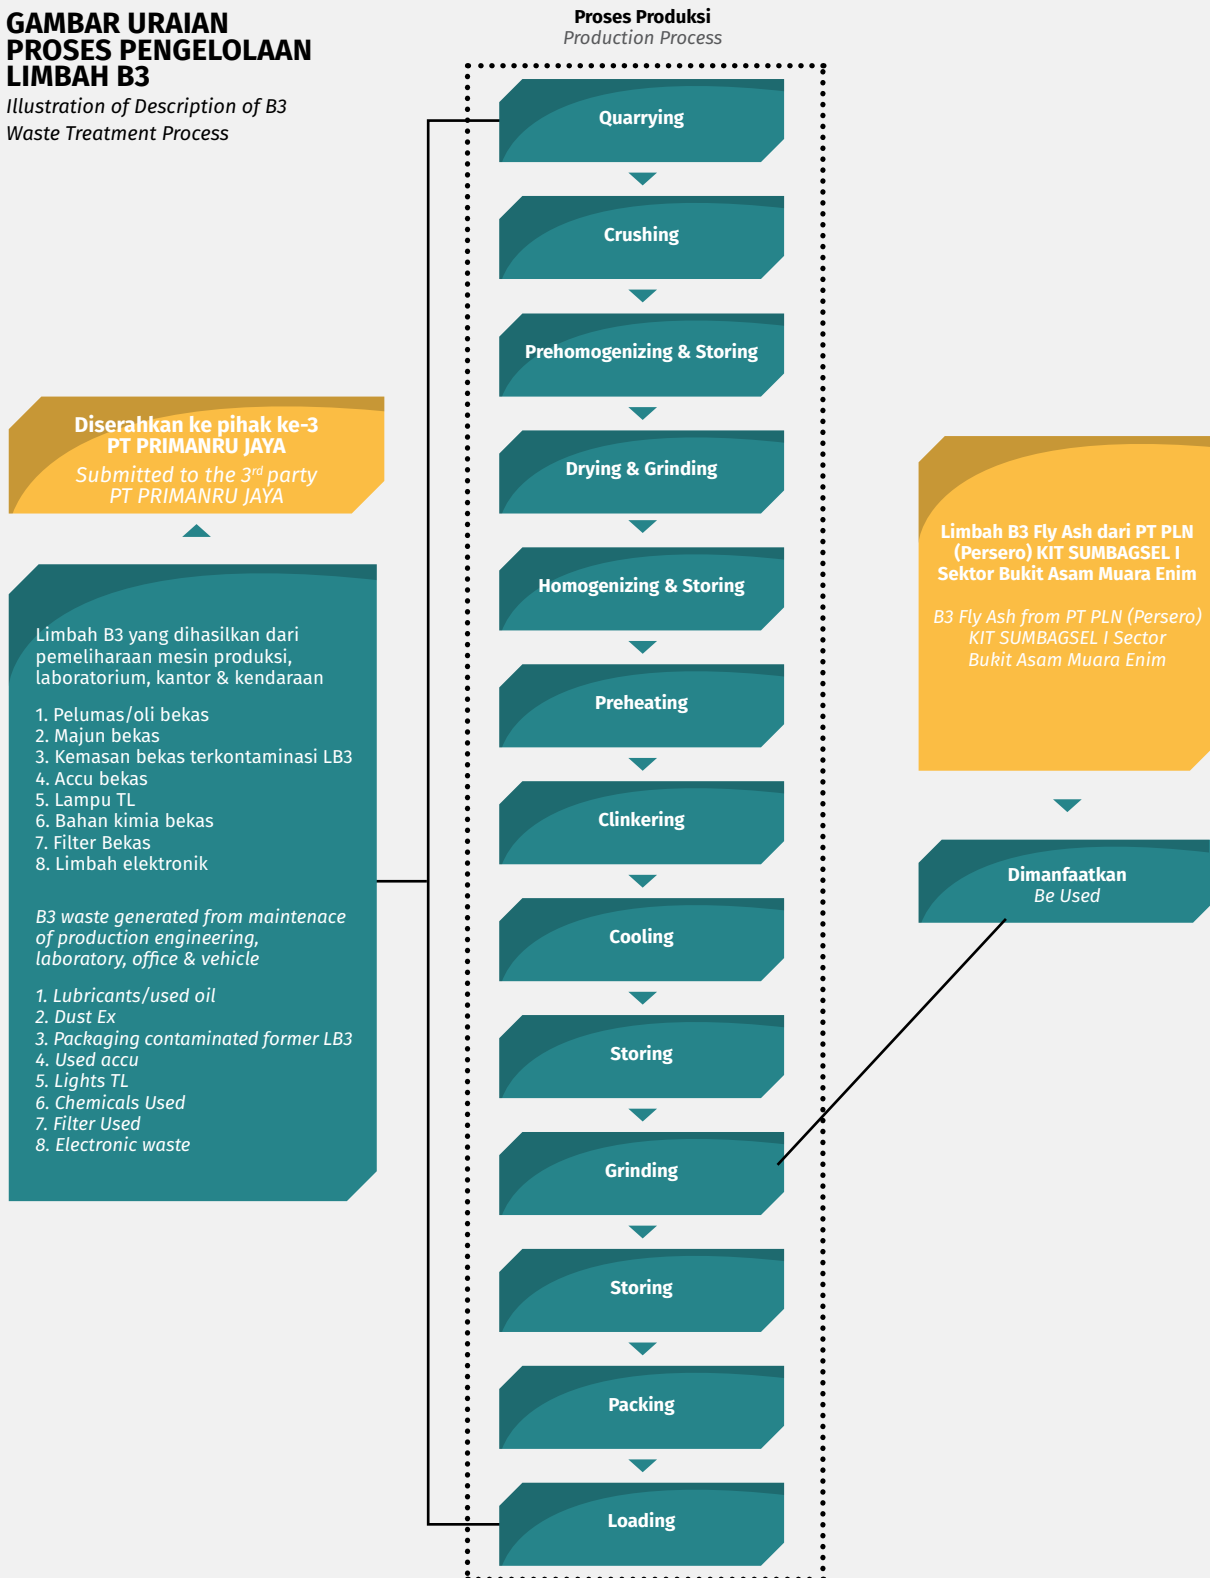 GAMBAR URAIAN
PROSES PENGELOLAAN
LIMBAH B3
Illustration of Description of B3
Waste Treatment Process
Proses Produksi
Production Process
Quarrying
Crushing
Prehomogenizing & Storing
Drying & Grinding
Homogenizing & Storing
Preheating
Clinkering
Cooling
Storing
Grinding
Storing
Packing
Loading
Diserahkan ke pihak ke-3
PT PRIMANRU JAYA
Submitted to the 3rd party
PT PRIMANRU JAYA
Limbah B3 yang dihasilkan dari
pemeliharaan mesin produksi,
laboratorium, kantor & kendaraan
1. Pelumas/oli bekas
2. Majun bekas
3. Kemasan bekas terkontaminasi LB3
4. Accu bekas
5. Lampu TL
6. Bahan kimia bekas
7. Filter Bekas
8. Limbah elektronik
B3 waste generated from maintenace
of production engineering,
laboratory, office & vehicle
1. Lubricants/used oil
2. Dust Ex
3. Packaging contaminated former LB3
4. Used accu
5. Lights TL
6. Chemicals Used
7. Filter Used
8. Electronic waste
Limbah B3 Fly Ash dari PT PLN
(Persero) KIT SUMBAGSEL I
Sektor Bukit Asam Muara Enim
B3 Fly Ash from PT PLN (Persero)
KIT SUMBAGSEL I Sector
Bukit Asam Muara Enim
Dimanfaatkan
Be Used